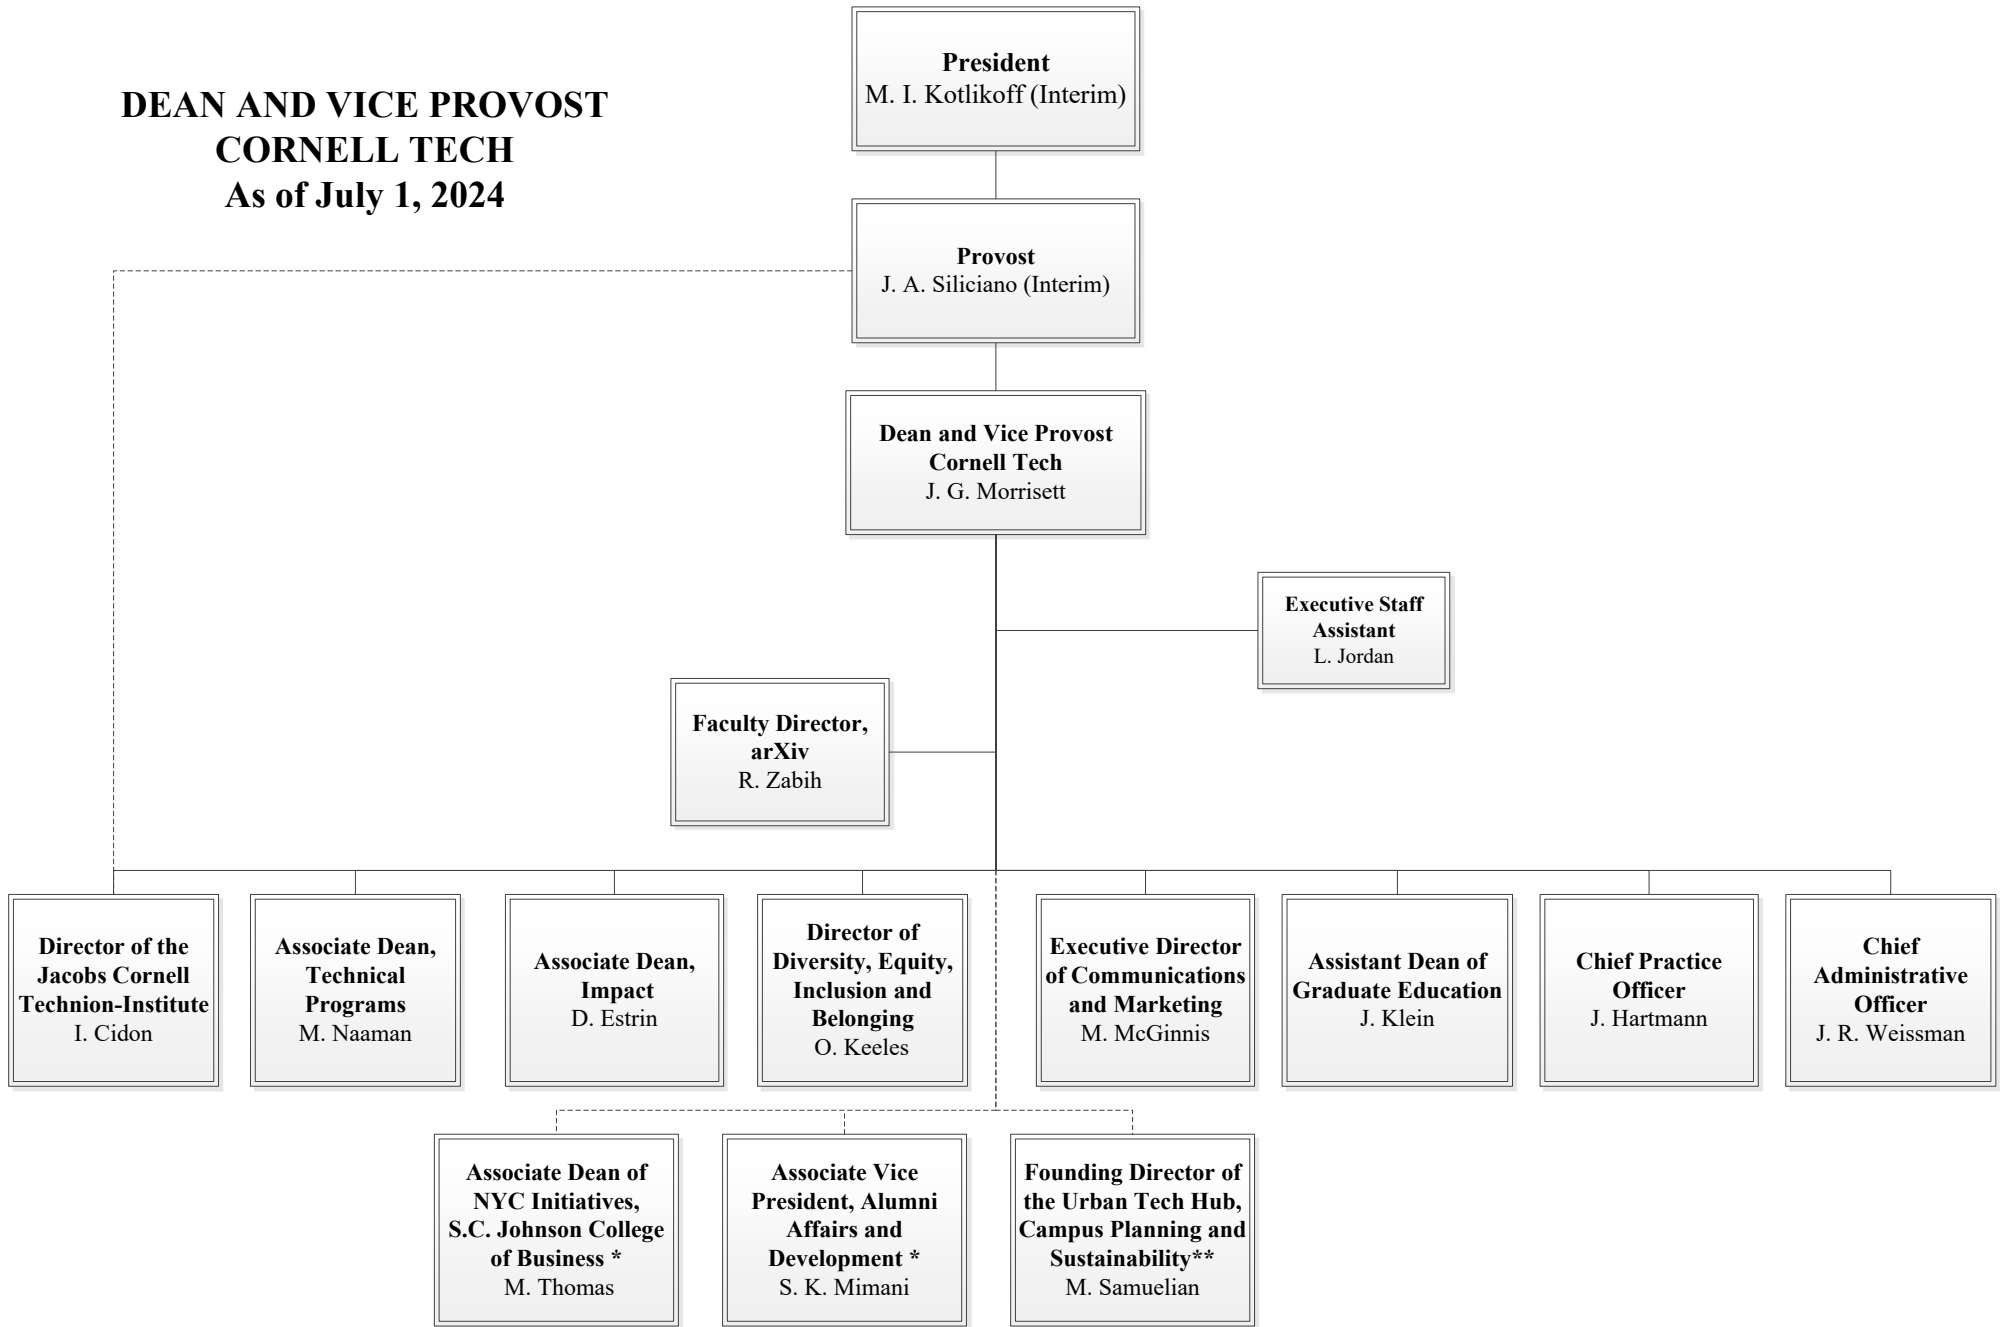 DEAN AND VICE PROVOST
CORNELL TECH
As of July 1, 2024
President
M. I. Kotlikoff (Interim)
Provost
J. A. Siliciano (Interim)
Dean and Vice Provost
Cornell Tech
J. G. Morrisett
Executive Staff
Assistant
L. Jordan
Faculty Director,
arXiv
R. Zabih
Director of the
Jacobs Cornell
Technion-Institute
I. Cidon
Associate Dean,
Technical
Programs
M. Naaman
Associate Dean,
Impact
D. Estrin
Director of
Diversity, Equity,
Inclusion and
Belonging
O. Keeles
Executive Director
of Communications
and Marketing
M. McGinnis
Assistant Dean of
Graduate Education
J. Klein
Chief Practice
Officer
J. Hartmann
Chief
Administrative
Officer
J. R. Weissman
Associate Dean of
NYC Initiatives,
S.C. Johnson College
of Business *
M. Thomas
Associate Vice
President, Alumni
Affairs and
Development *
S. K. Mimani
Founding Director of
the Urban Tech Hub,
Campus Planning and
Sustainability**
M. Samuelian